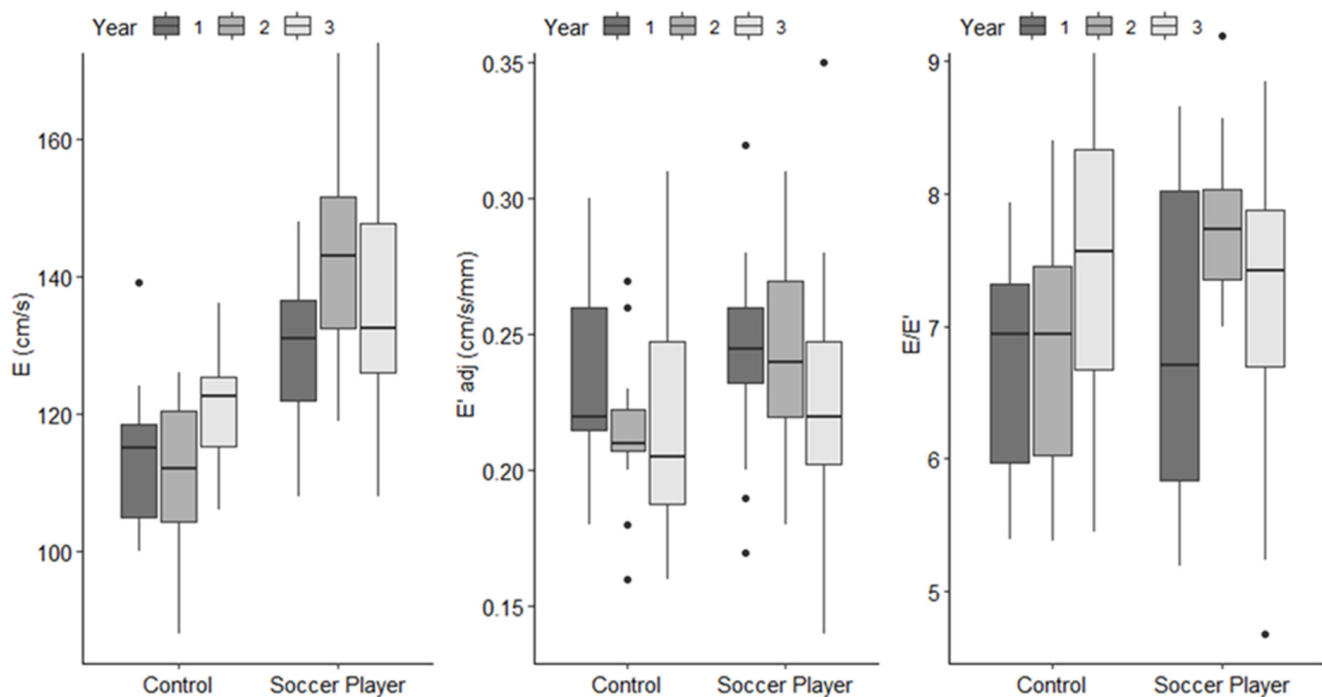 Year 1 2 3
E (cm/s)
160
140
120
100
Control Soccer Player
Year 1 2 3
E' adj (cm/s/mm)
0.35
0.30
0.25
0.20
0.15
Control Soccer Player
Year 1 2 3
E/E'
9
8
7
6
5
Control Soccer Player